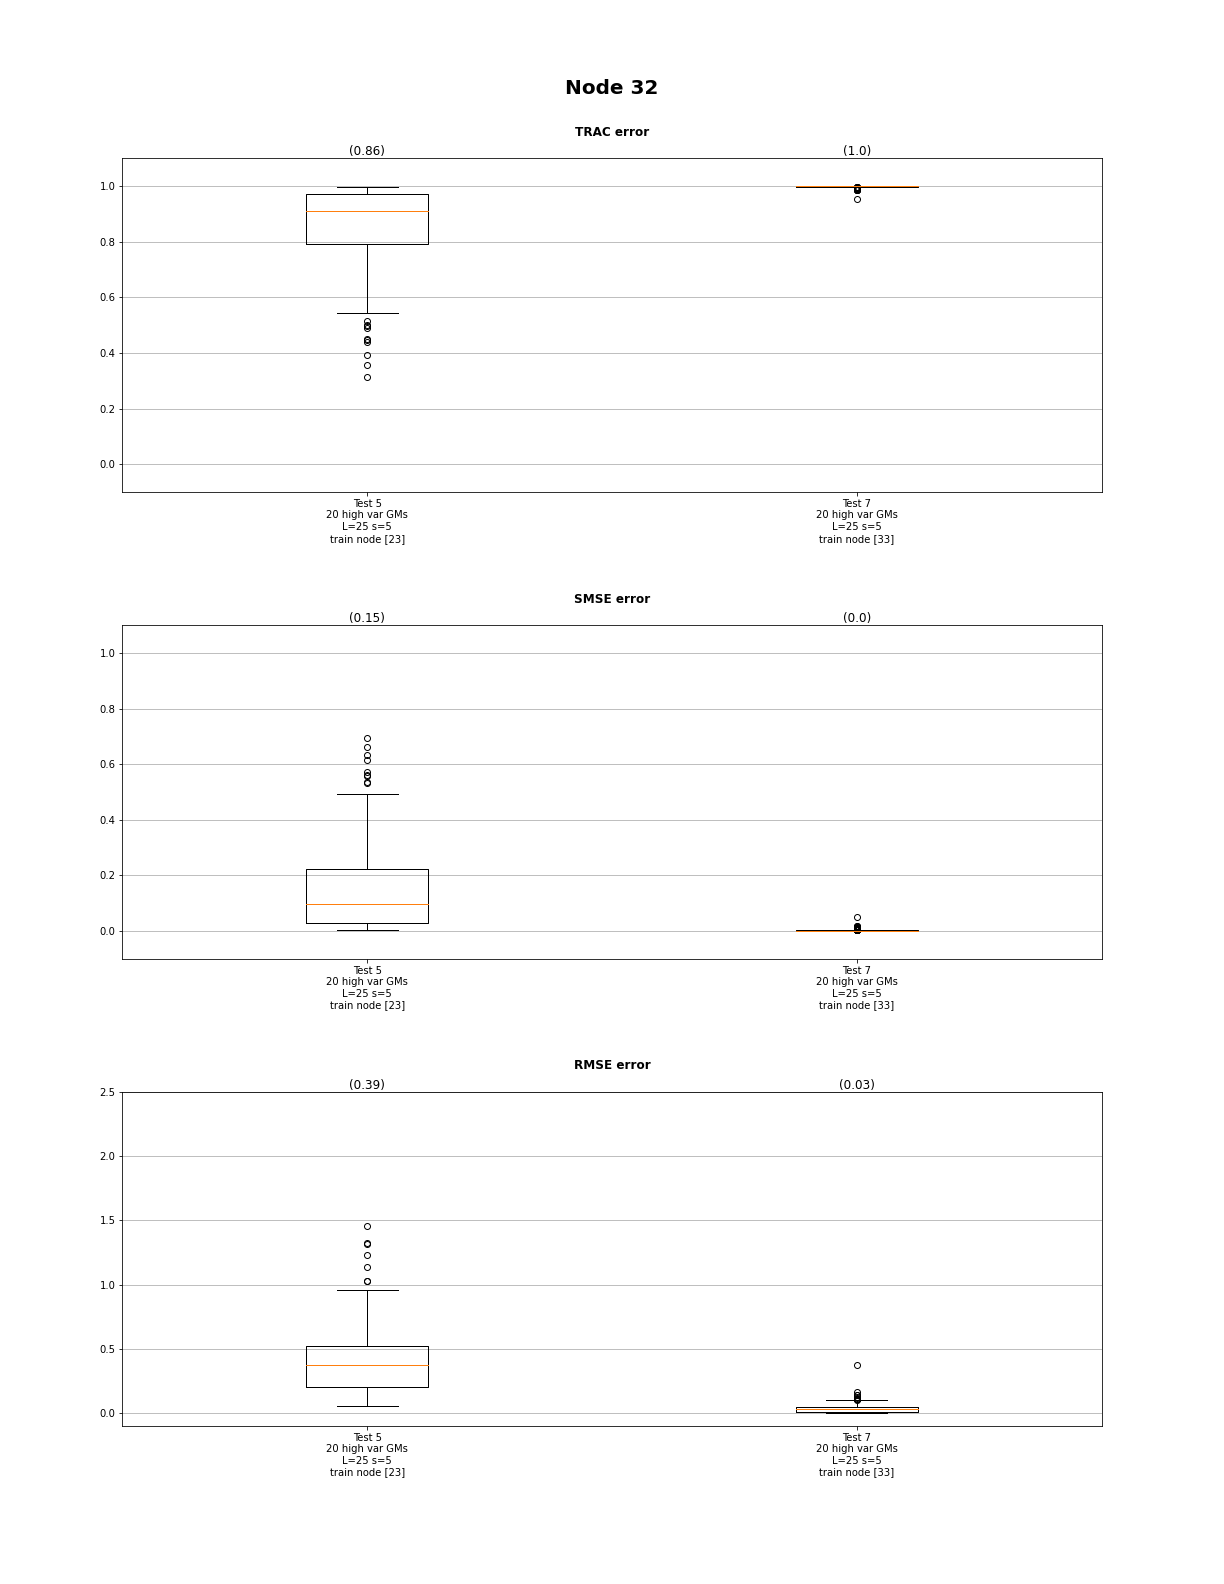 Node 32
TRAC error
(0.86) (1.0)
1.0
0.8
0.6
0.4
0.2
0.0
Test 5
20 high var GMs
L=25 s=5
train node [23]
Test 7
20 high var GMs
L=25 s=5
train node [33]
SMSE error
(0.15) (0.0)
1.0
0.8
0.6
0.4
0.2
0.0
Test 5
20 high var GMs
L=25 s=5
train node [23]
Test 7
20 high var GMs
L=25 s=5
train node [33]
RMSE error
(0.39) (0.03)
2.5
2.0
1.5
1.0
0.5
0.0
Test 5
20 high var GMs
L=25 s=5
train node [23]
Test 7
20 high var GMs
L=25 s=5
train node [33]